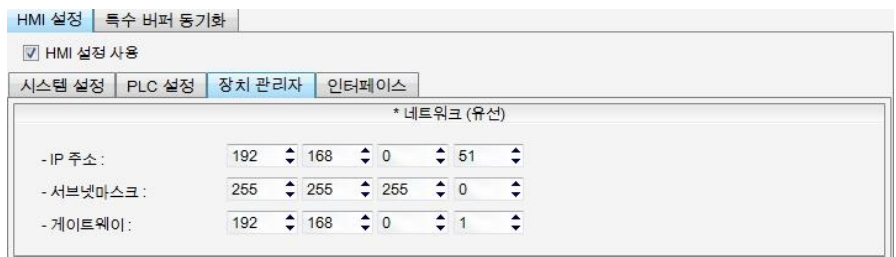 HMI 설정 특수 버퍼 동기화
HMI 설정 사용
시스템 설정 PLC 설정 장치 관리자 인터페이스
* 네트워크 (유선)
- IP 주소 : 192 168 0 51
- 서브넷마스크 : 255 255 255 0
- 게이트웨이 : 192 168 0 1